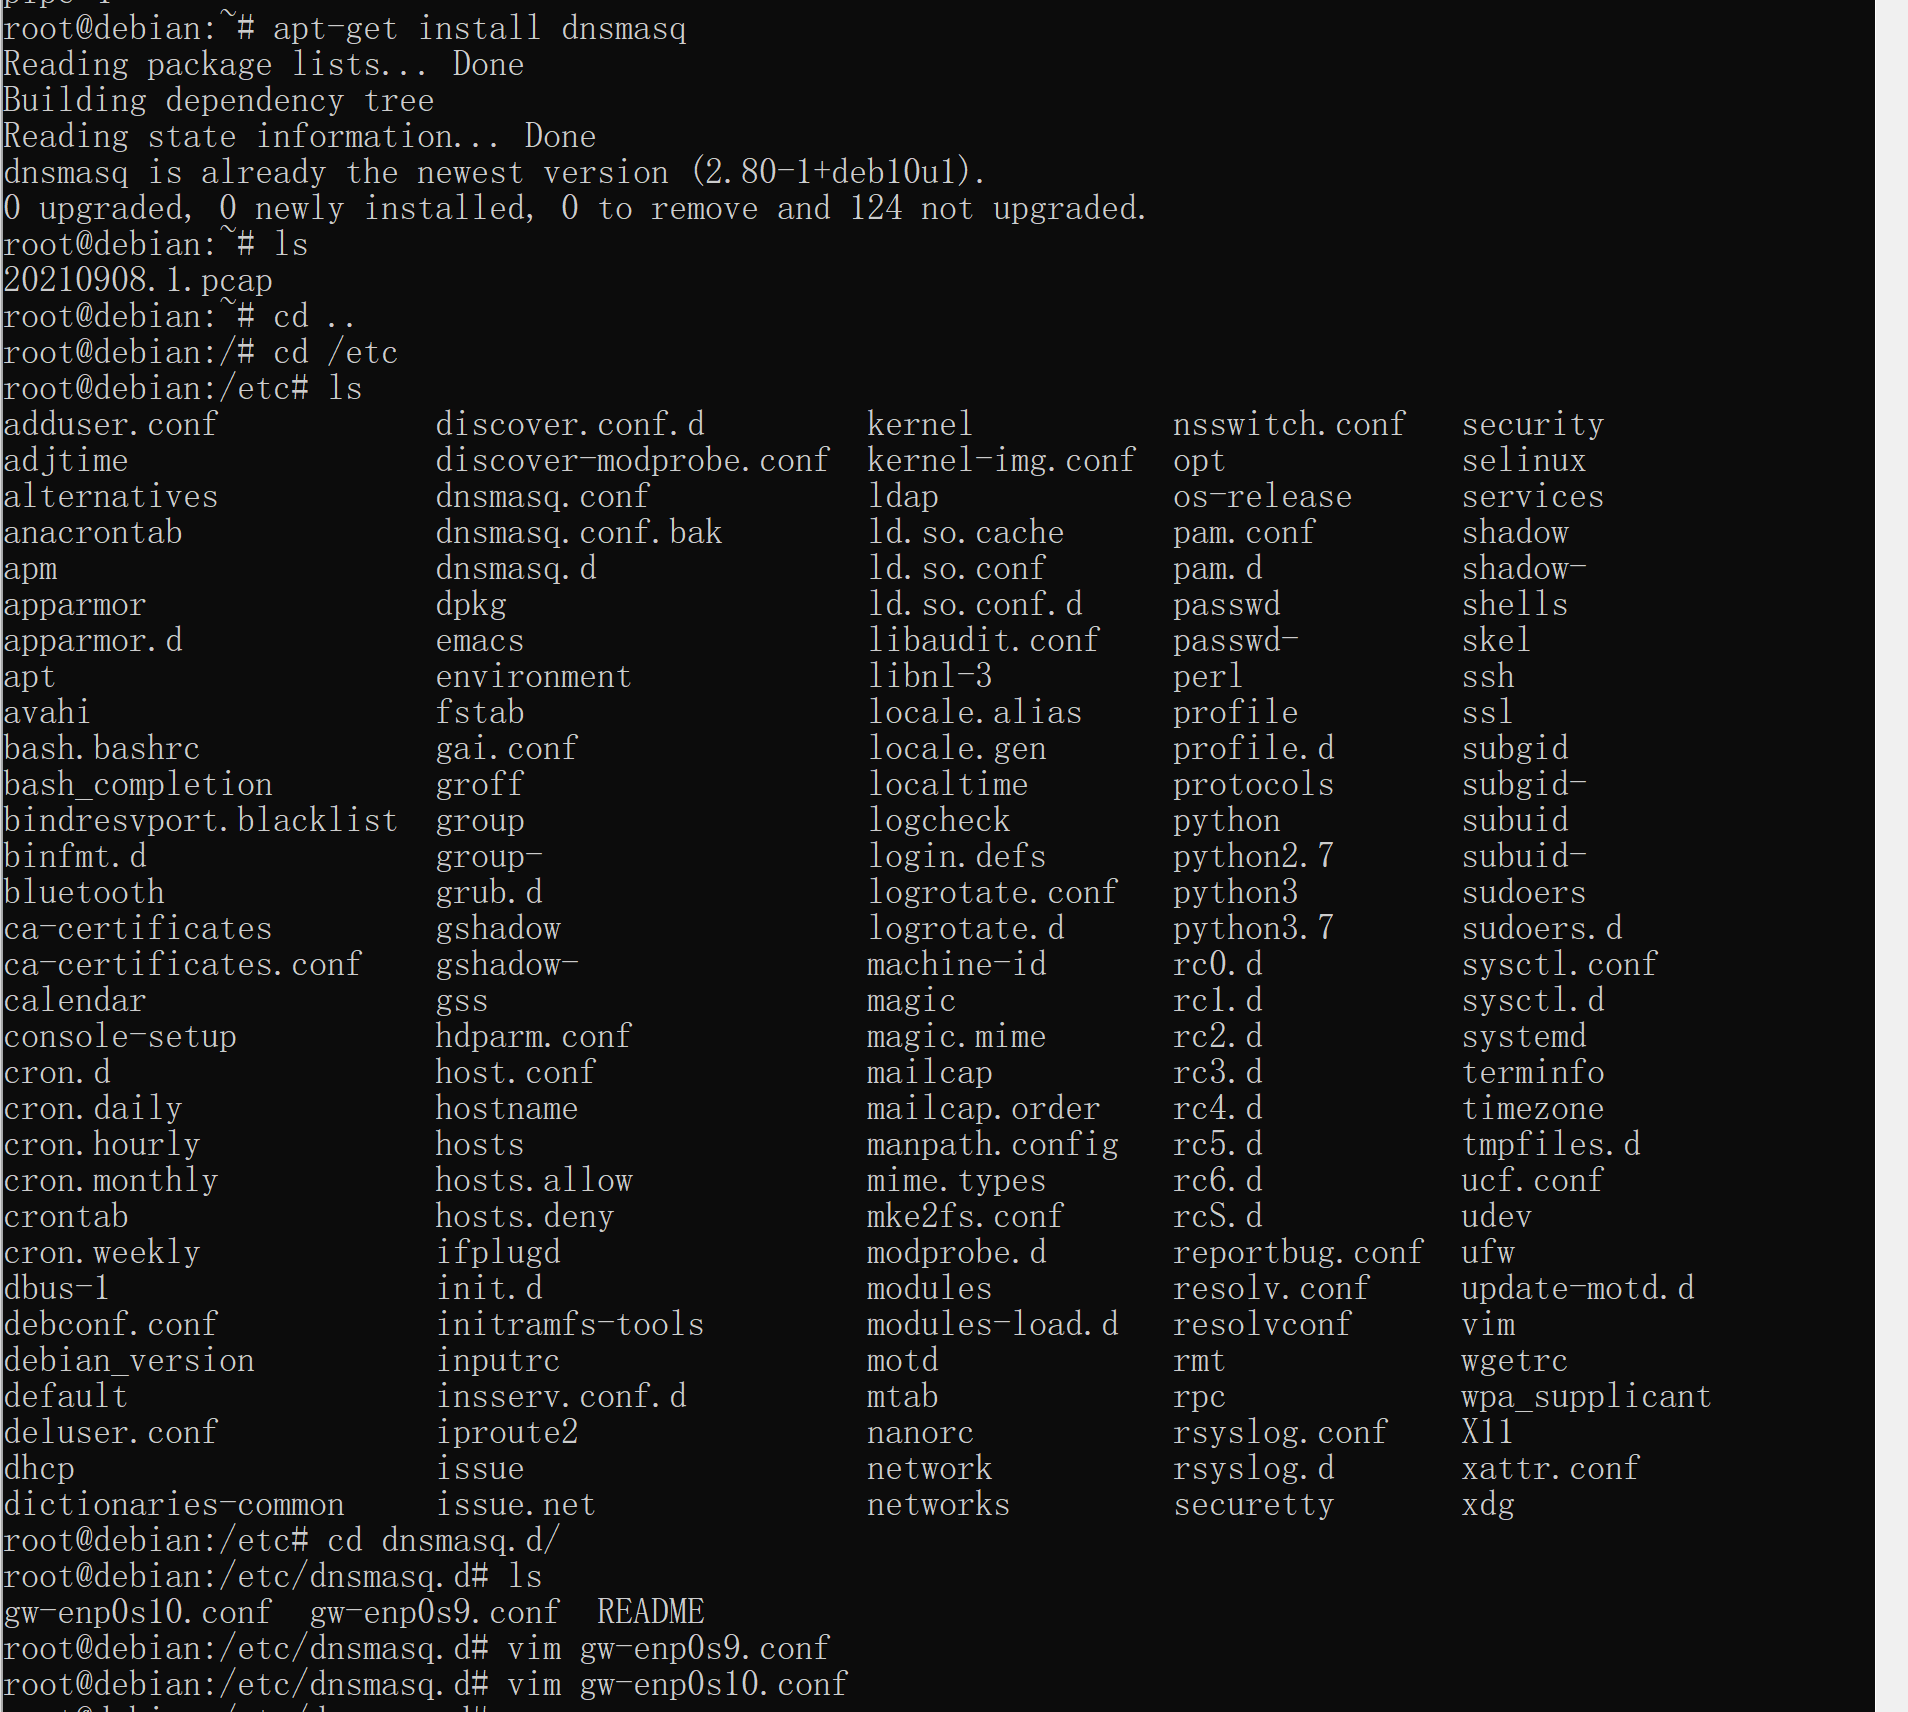 root@debian:~# apt-get install dnsmasq
Reading package lists... Done
Building dependency tree
Reading state information... Done
dnsmasq is already the newest version (2.80-1+deb10u1).
0 upgraded, 0 newly installed, 0 to remove and 124 not upgraded.
root@debian:~# ls
20210908.1.pcap
root@debian:~# cd ..
root@debian:/# cd /etc
root@debian:/etc# ls
adduser.conf discover.conf.d kernel nsswitch.conf security
adjtime discover-modprobe.conf kernel-img.conf opt selinux
alternatives dnsmasq.conf ldap os-release services
anacrontab dnsmasq.conf.bak ld.so.cache pam.conf shadow
apm dnsmasq.d ld.so.conf pam.d shadow-
apparmor dpkg ld.so.conf.d passwd shells
apparmor.d emacs libaudit.conf passwd- skel
apt environment libnl-3 perl ssh
avahi fstab locale.alias profile ssl
bash.bashrc gai.conf locale.gen profile.d subgid
bash_completion groff localtime protocols subgid-
bindresvport.blacklist group logcheck python subuid
binfmt.d group- login.defs python2.7 subuid-
bluetooth grub.d logrotate.conf python3 sudoers
ca-certificates gshadow logrotate.d python3.7 sudoers.d
ca-certificates.conf gshadow- machine-id rc0.d sysctl.conf
calendar gss magic rc1.d sysctl.d
console-setup hdparm.conf magic.mime rc2.d systemd
cron.d host.conf mailcap rc3.d terminfo
cron.daily hostname mailcap.order rc4.d timezone
cron.hourly hosts manpath.config rc5.d tmpfiles.d
cron.monthly hosts.allow mime.types rc6.d ucf.conf
crontab hosts.deny mke2fs.conf rcS.d udev
cron.weekly ifplugd modprobe.d reportbug.conf ufw
dbus-1 init.d modules resolv.conf update-motd.d
debconf.conf initramfs-tools modules-load.d resolvconf vim
debian_version inputrc motd rmt wgetrc
default insserv.conf.d mtab rpc wpa_supplicant
deluser.conf iproute2 nanorc rsyslog.conf X11
dhcp issue network rsyslog.d xattr.conf
dictionaries-common issue.net networks securetty xdg
root@debian:/etc# cd dnsmasq.d/
root@debian:/etc/dnsmasq.d# ls
gw-enp0s10.conf gw-enp0s9.conf README
root@debian:/etc/dnsmasq.d# vim gw-enp0s9.conf
root@debian:/etc/dnsmasq.d# vim gw-enp0s10.conf